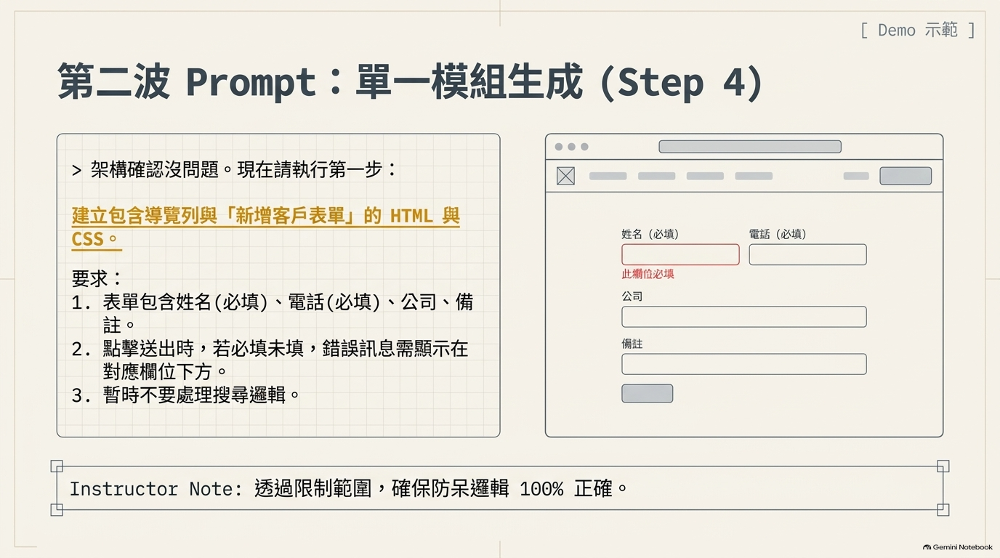 [ Demo 示範 ]
第二波 Prompt：單一模組生成 (Step 4)
> 架構確認沒問題。現在請執行第一步：
建立包含導覽列與「新增客戶表單」的 HTML 與
CSS。
要求：
1. 表單包含姓名(必填)、電話(必填)、公司、備
註。
2. 點擊送出時，若必填未填，錯誤訊息需顯示在
對應欄位下方。
3. 暫時不要處理搜尋邏輯。
姓名（必填） 電話（必填）
此欄位必填
公司
備註
Instructor Note: 透過限制範圍，確保防呆邏輯 100% 正確。
Gemini Notebook